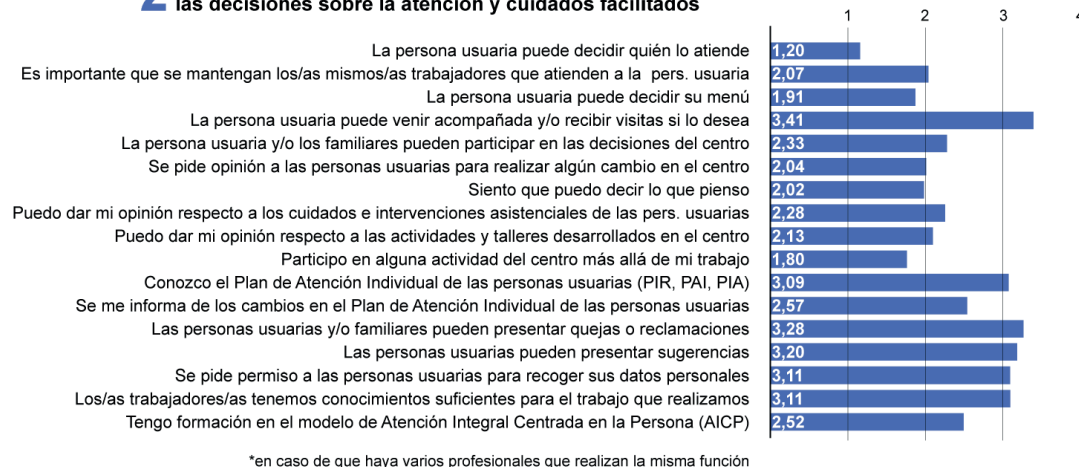 2 las decisiones sobre la atención y cuidados facilitados
1 2 3 4
La persona usuaria puede decidir quién lo atiende 1,20
Es importante que se mantengan los/as mismos/as trabajadores que atienden a la pers. usuaria 2,07
La persona usuaria puede decidir su menú 1,91
La persona usuaria puede venir acompañada y/o recibir visitas si lo desea 3,41
La persona usuaria y/o los familiares pueden participar en las decisiones del centro 2,33
Se pide opinión a las personas usuarias para realizar algún cambio en el centro 2,04
Siento que puedo decir lo que pienso 2,02
Puedo dar mi opinión respecto a los cuidados e intervenciones asistenciales de las pers. usuarias 2,28
Puedo dar mi opinión respecto a las actividades y talleres desarrollados en el centro 2,13
Participo en alguna actividad del centro más allá de mi trabajo 1,80
Conozco el Plan de Atención Individual de las personas usuarias (PIR, PAI, PIA) 3,09
Se me informa de los cambios en el Plan de Atención Individual de las personas usuarias 2,57
Las personas usuarias y/o familiares pueden presentar quejas o reclamaciones 3,28
Las personas usuarias pueden presentar sugerencias 3,20
Se pide permiso a las personas usuarias para recoger sus datos personales 3,11
Los/as trabajadores/as tenemos conocimientos suficientes para el trabajo que realizamos 3,11
Tengo formación en el modelo de Atención Integral Centrada en la Persona (AICP) 2,52
*en caso de que haya varios profesionales que realizan la misma función